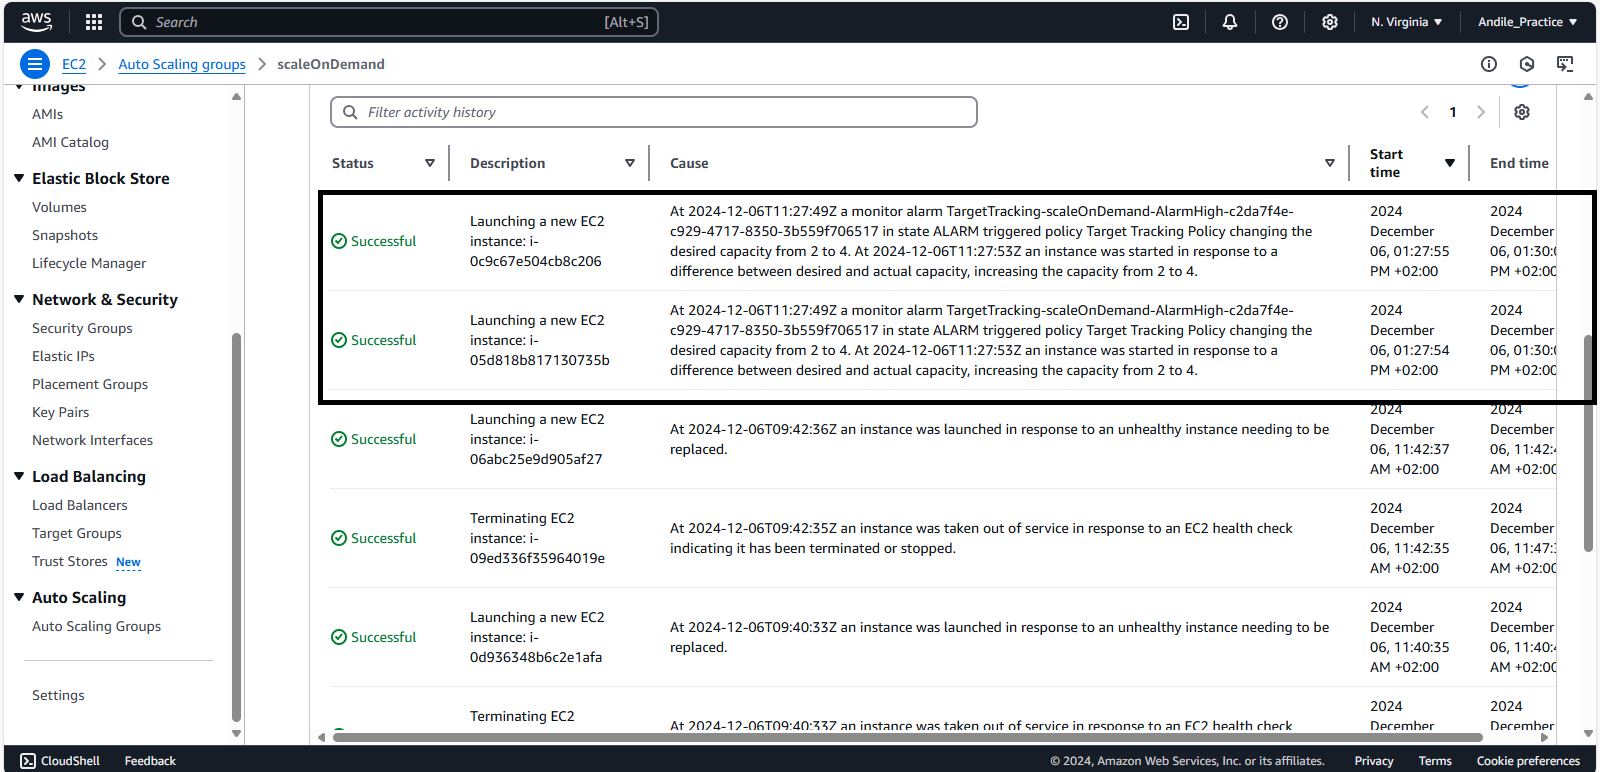 aws
Search
[Alt+S]
N. Virginia
Andile_Practice
EC2
Auto Scaling groups
scaleOnDemand
Images
AMIs
AMI Catalog
Elastic Block Store
Volumes
Snapshots
Lifecycle Manager
Network & Security
Security Groups
Elastic IPs
Placement Groups
Key Pairs
Network Interfaces
Load Balancing
Load Balancers
Target Groups
Trust Stores New
Auto Scaling
Auto Scaling Groups
Settings
Filter activity history
1
Status
Description
Cause
Start
time
End time
Successful
Launching a new EC2
instance: i-
0c9c67e504cb8c206
At 2024-12-06T11:27:49Z a monitor alarm TargetTracking-scaleOnDemand-AlarmHigh-c2da7f4e-
c929-4717-8350-3b559f706517 in state ALARM triggered policy Target Tracking Policy changing the
desired capacity from 2 to 4. At 2024-12-06T11:27:53Z an instance was started in response to a
difference between desired and actual capacity, increasing the capacity from 2 to 4.
2024
December
06, 01:27:55
PM +02:00
2024
December
06, 01:30:0
PM +02:00
Successful
Launching a new EC2
instance: i-
05d818b817130735b
At 2024-12-06T11:27:49Z a monitor alarm TargetTracking-scaleOnDemand-AlarmHigh-c2da7f4e-
c929-4717-8350-3b559f706517 in state ALARM triggered policy Target Tracking Policy changing the
desired capacity from 2 to 4. At 2024-12-06T11:27:53Z an instance was started in response to a
difference between desired and actual capacity, increasing the capacity from 2 to 4.
2024
December
06, 01:27:54
PM +02:00
2024
December
06, 01:30:0
PM +02:00
Successful
Launching a new EC2
instance: i-
06abc25e9d905af27
At 2024-12-06T09:42:36Z an instance was launched in response to an unhealthy instance needing to be
replaced.
2024
December
06, 11:42:37
AM +02:00
2024
December
06, 11:42:4
AM +02:00
Successful
Terminating EC2
instance: i-
09ed336f35964019e
At 2024-12-06T09:42:35Z an instance was taken out of service in response to an EC2 health check
indicating it has been terminated or stopped.
2024
December
06, 11:42:35
AM +02:00
2024
December
06, 11:47:
AM +02:00
Successful
Launching a new EC2
instance: i-
0d936348b6c2e1afa
At 2024-12-06T09:40:33Z an instance was launched in response to an unhealthy instance needing to be
replaced.
2024
December
06, 11:40:35
AM +02:00
2024
December
06, 11:40:4
AM +02:00
Terminating EC2
At 2024-12-06T09:40:33Z an instance was taken out of service in response to an EC2 health check
2024
December
2024
December
CloudShell
Feedback
© 2024, Amazon Web Services, Inc. or its affiliates.
Privacy
Terms
Cookie preferences